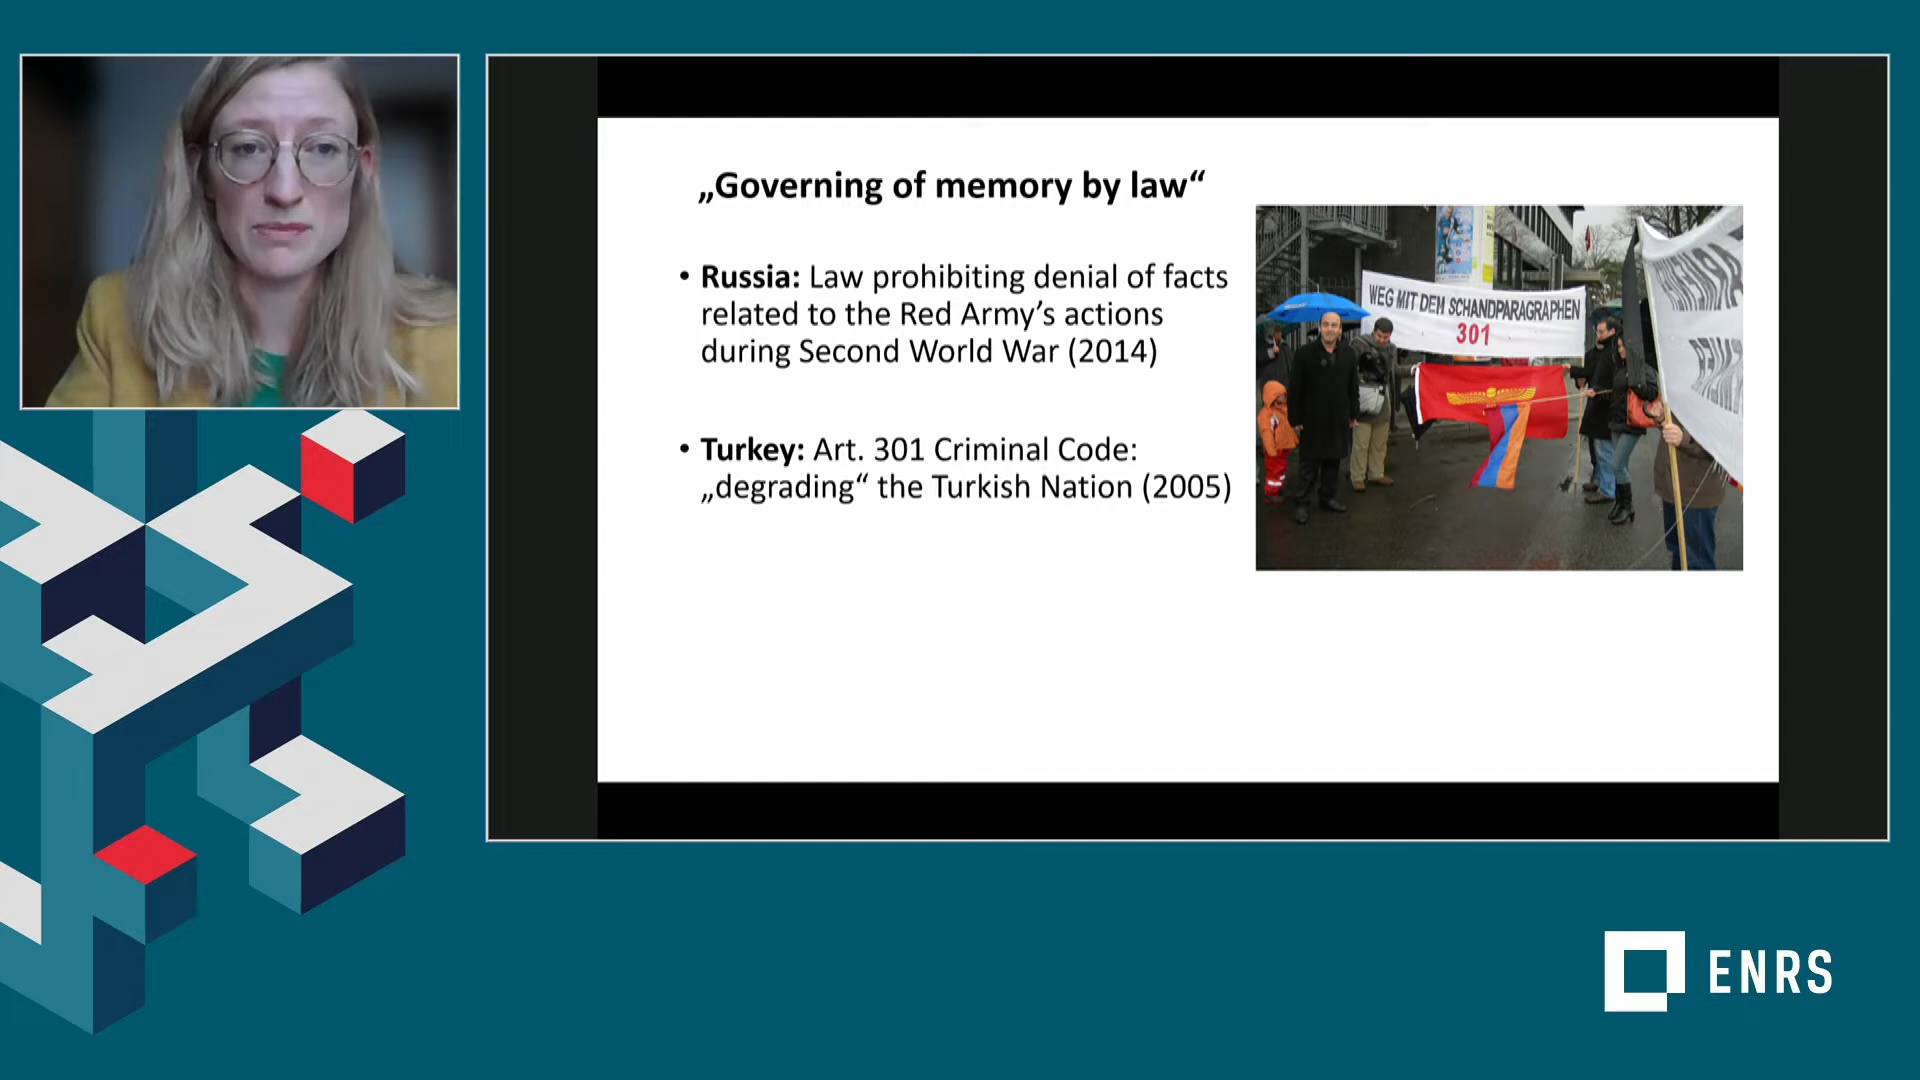 „Governing of memory by law“
• Russia: Law prohibiting denial of facts
related to the Red Army’s actions
during Second World War (2014)
• Turkey: Art. 301 Criminal Code:
„degrading“ the Turkish Nation (2005)
WEG MIT DEM SCHANDPARAGRAPHEN
301
ENRS